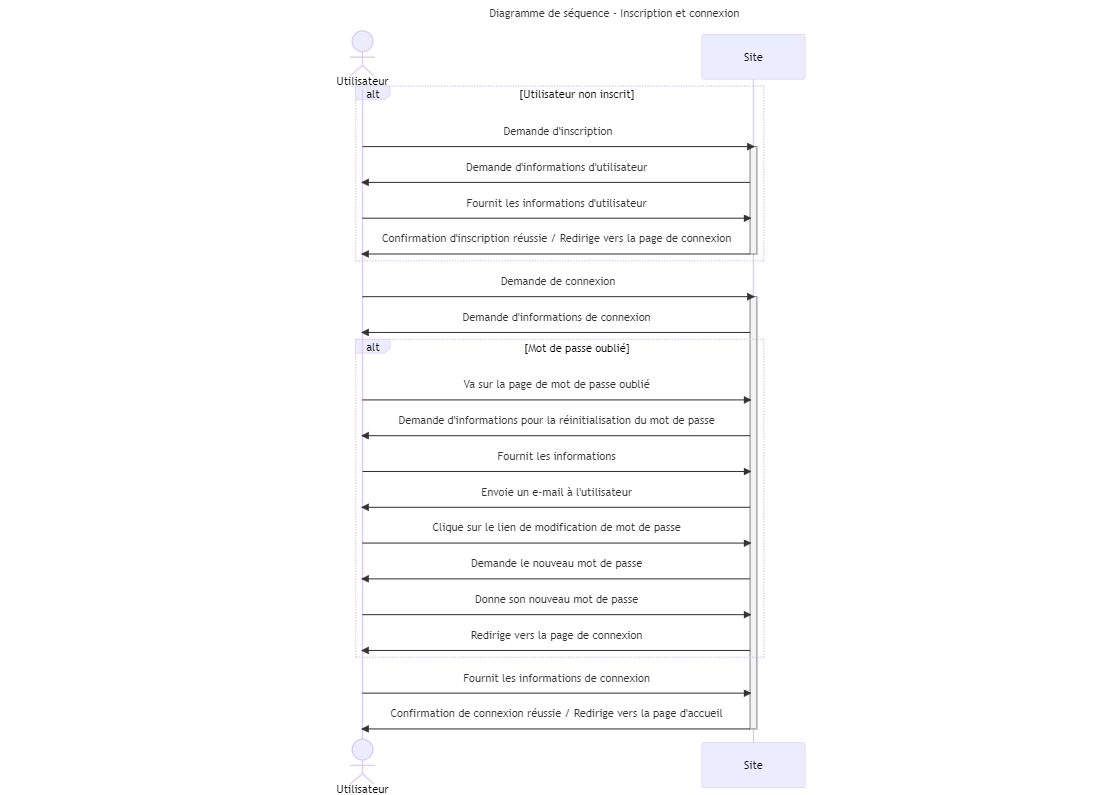 Diagramme de séquence - Inscription et connexion
Utilisateur
Site
alt
[Utilisateur non inscrit]
Demande d'inscription
Demande d'informations d'utilisateur
Fournit les informations d'utilisateur
Confirmation d'inscription réussie / Redirige vers la page de connexion
Demande de connexion
Demande d'informations de connexion
alt
[Mot de passe oublié]
Va sur la page de mot de passe oublié
Demande d'informations pour la réinitialisation du mot de passe
Fournit les informations
Envoie un e-mail à l'utilisateur
Clique sur le lien de modification de mot de passe
Demande le nouveau mot de passe
Donne son nouveau mot de passe
Redirige vers la page de connexion
Fournit les informations de connexion
Confirmation de connexion réussie / Redirige vers la page d'accueil
Utilisateur
Site